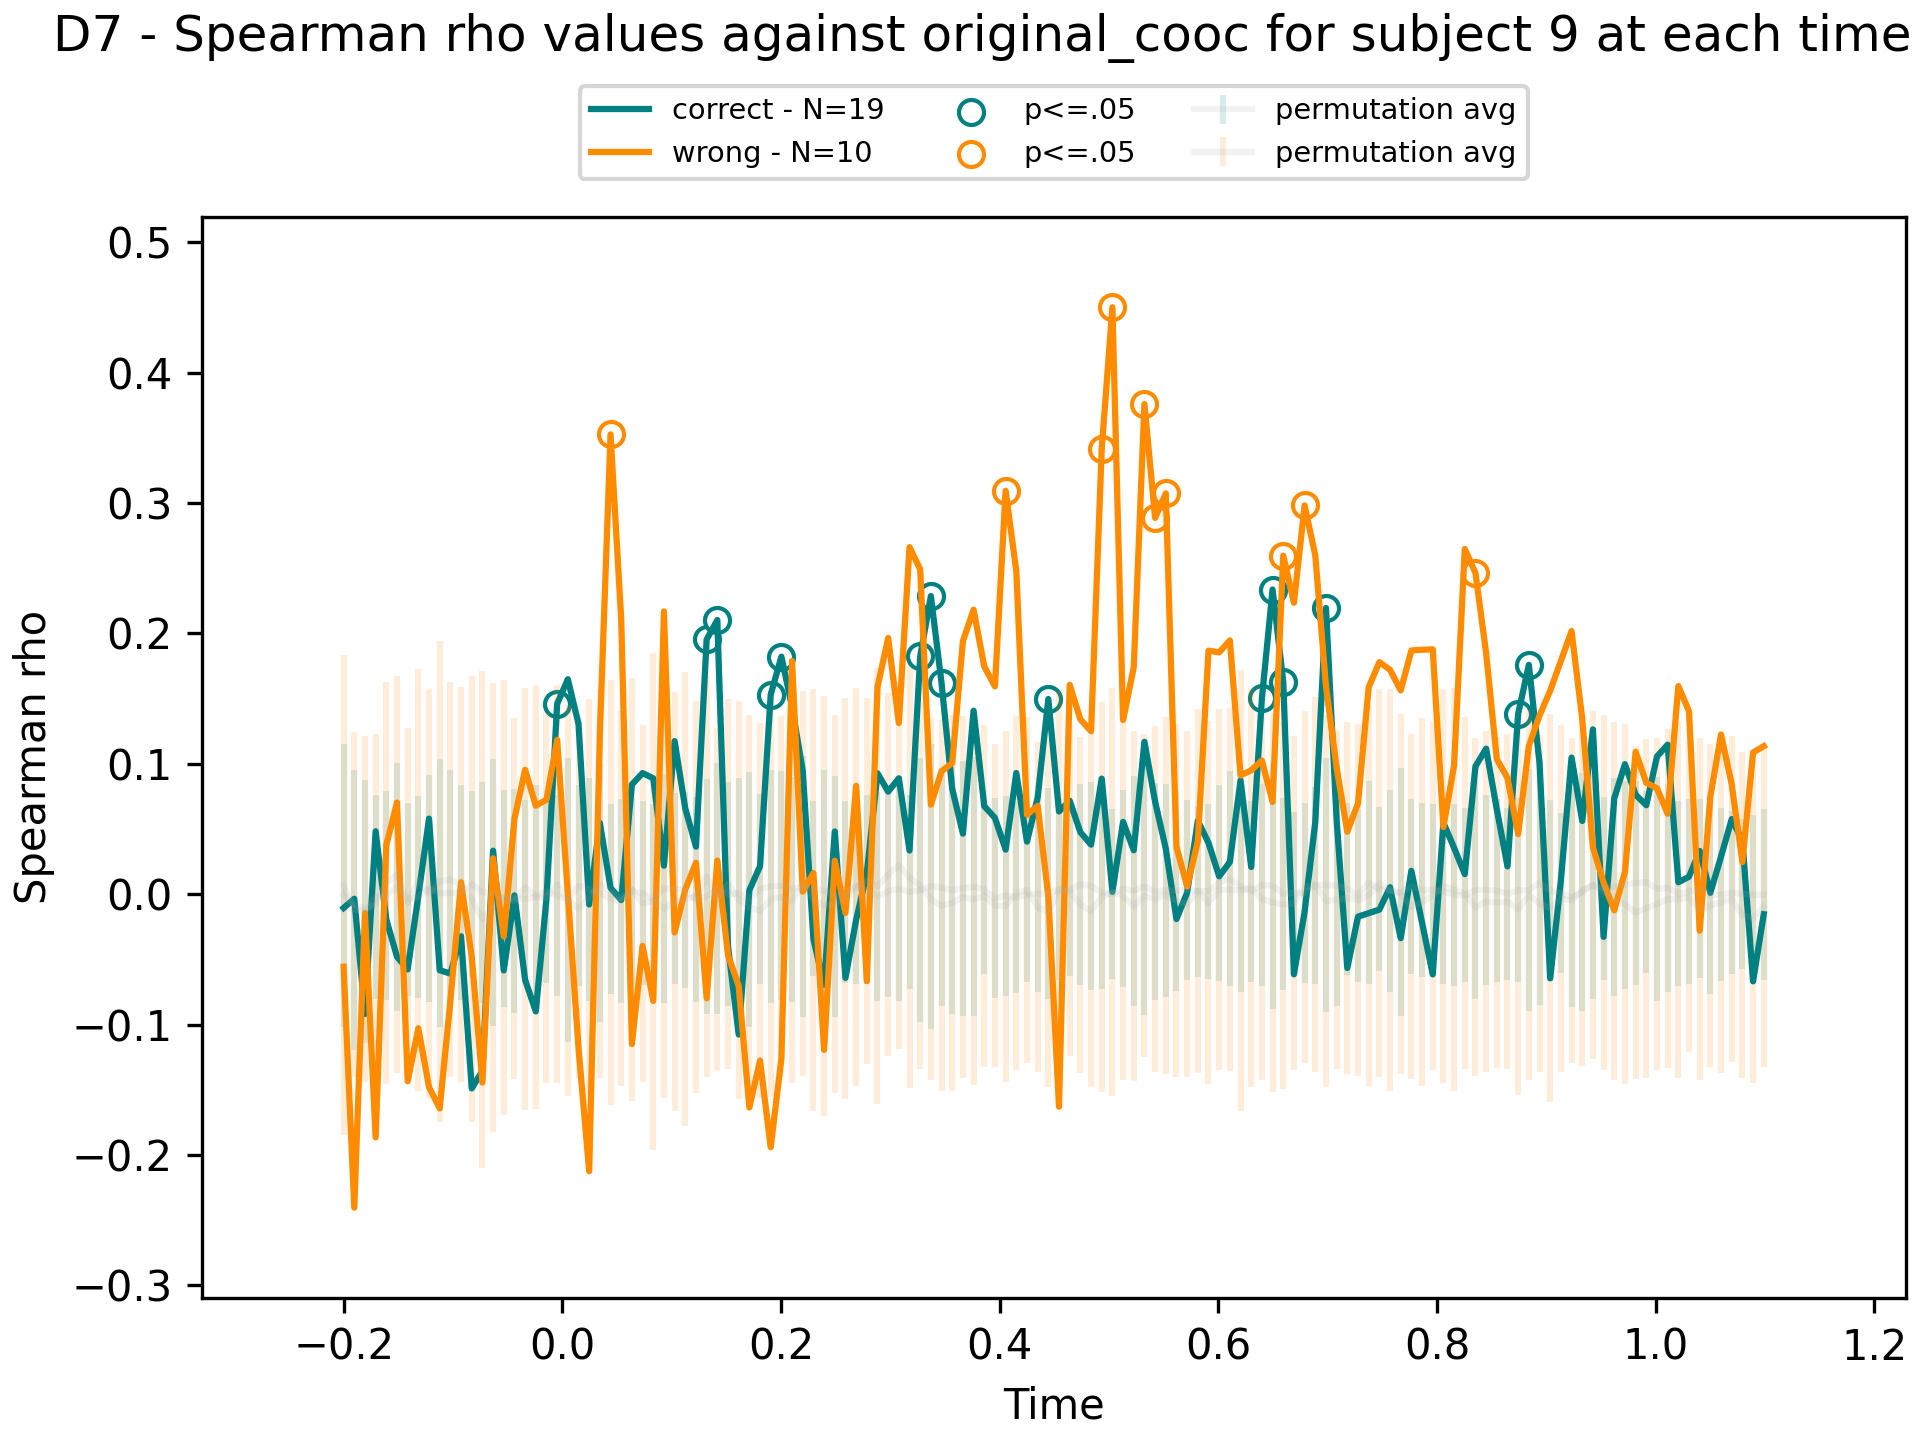 D7 - Spearman rho values against original_cooc for subject 9 at each time
correct - N=19
wrong - N=10
p<=.05
p<=.05
permutation avg
permutation avg
Spearman rho
0.5
0.4
0.3
0.2
0.1
0.0
−0.1
−0.2
−0.3
−0.2
0.0
0.2
0.4
0.6
0.8
1.0
1.2
Time